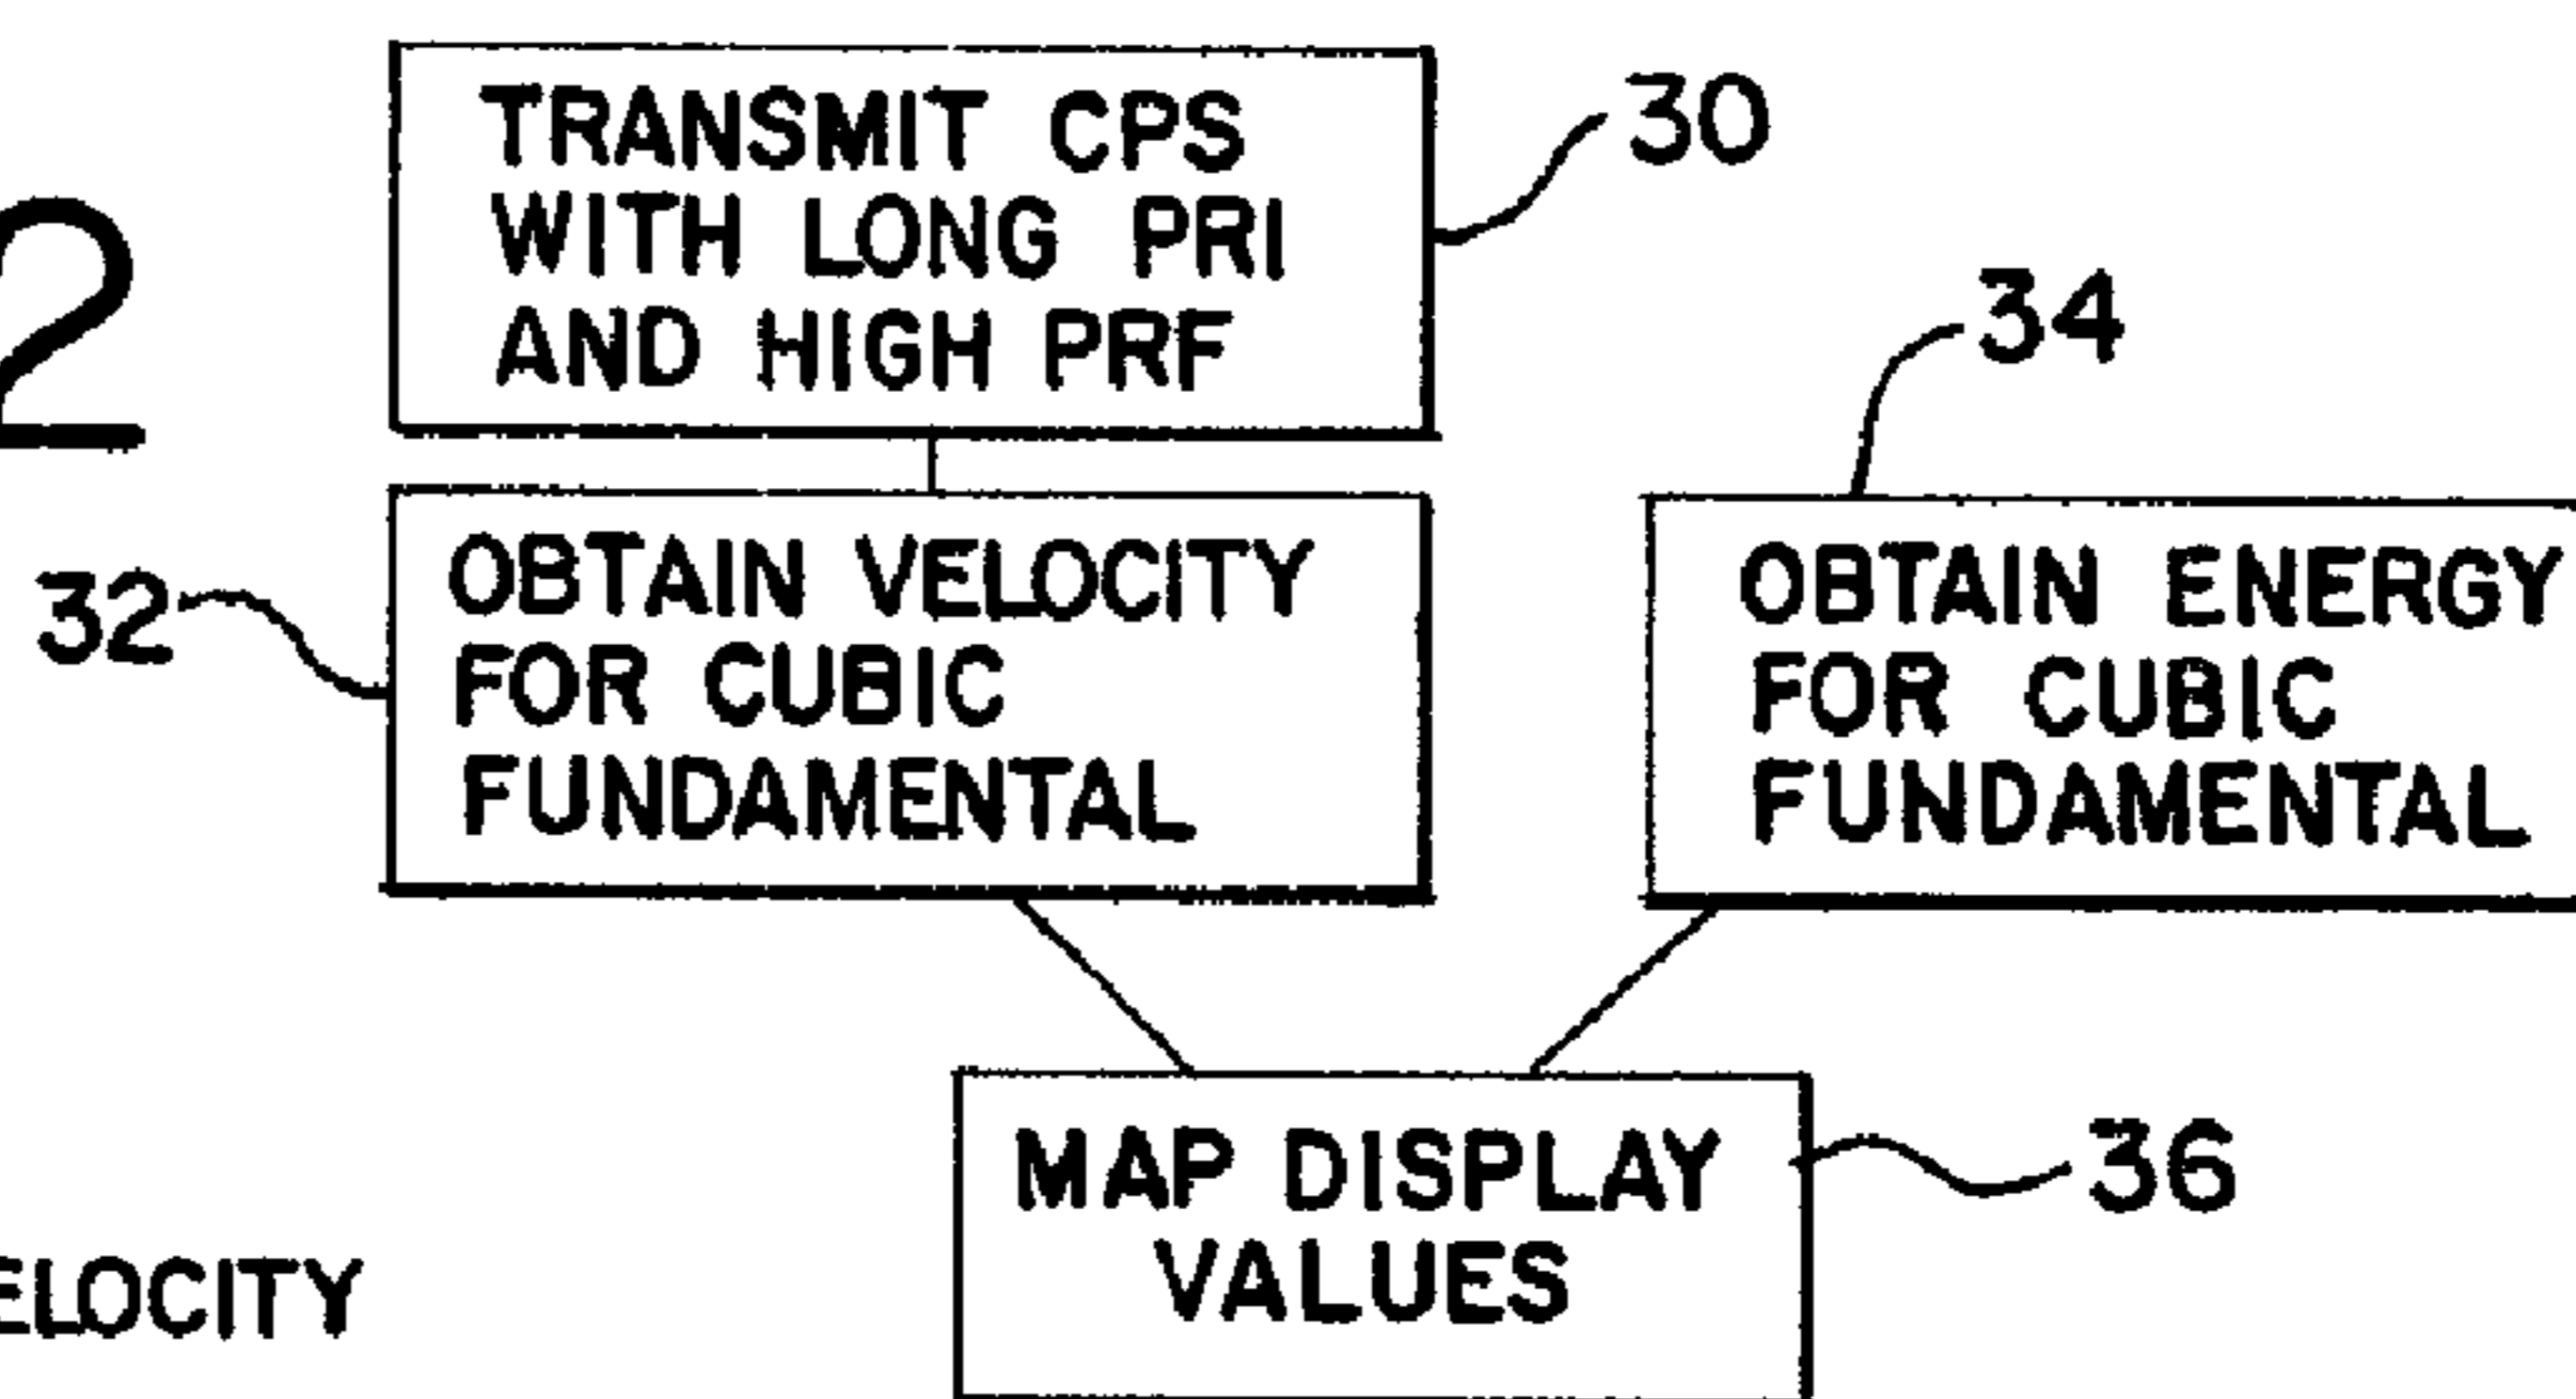 2
TRANSMIT CPS
WITH LONG PRI
AND HIGH PRF
30
34
32
OBTAIN VELOCITY
FOR CUBIC
FUNDAMENTAL
OBTAIN ENERGY
FOR CUBIC
FUNDAMENTAL
MAP DISPLAY
VALUES
36
ELOCITY